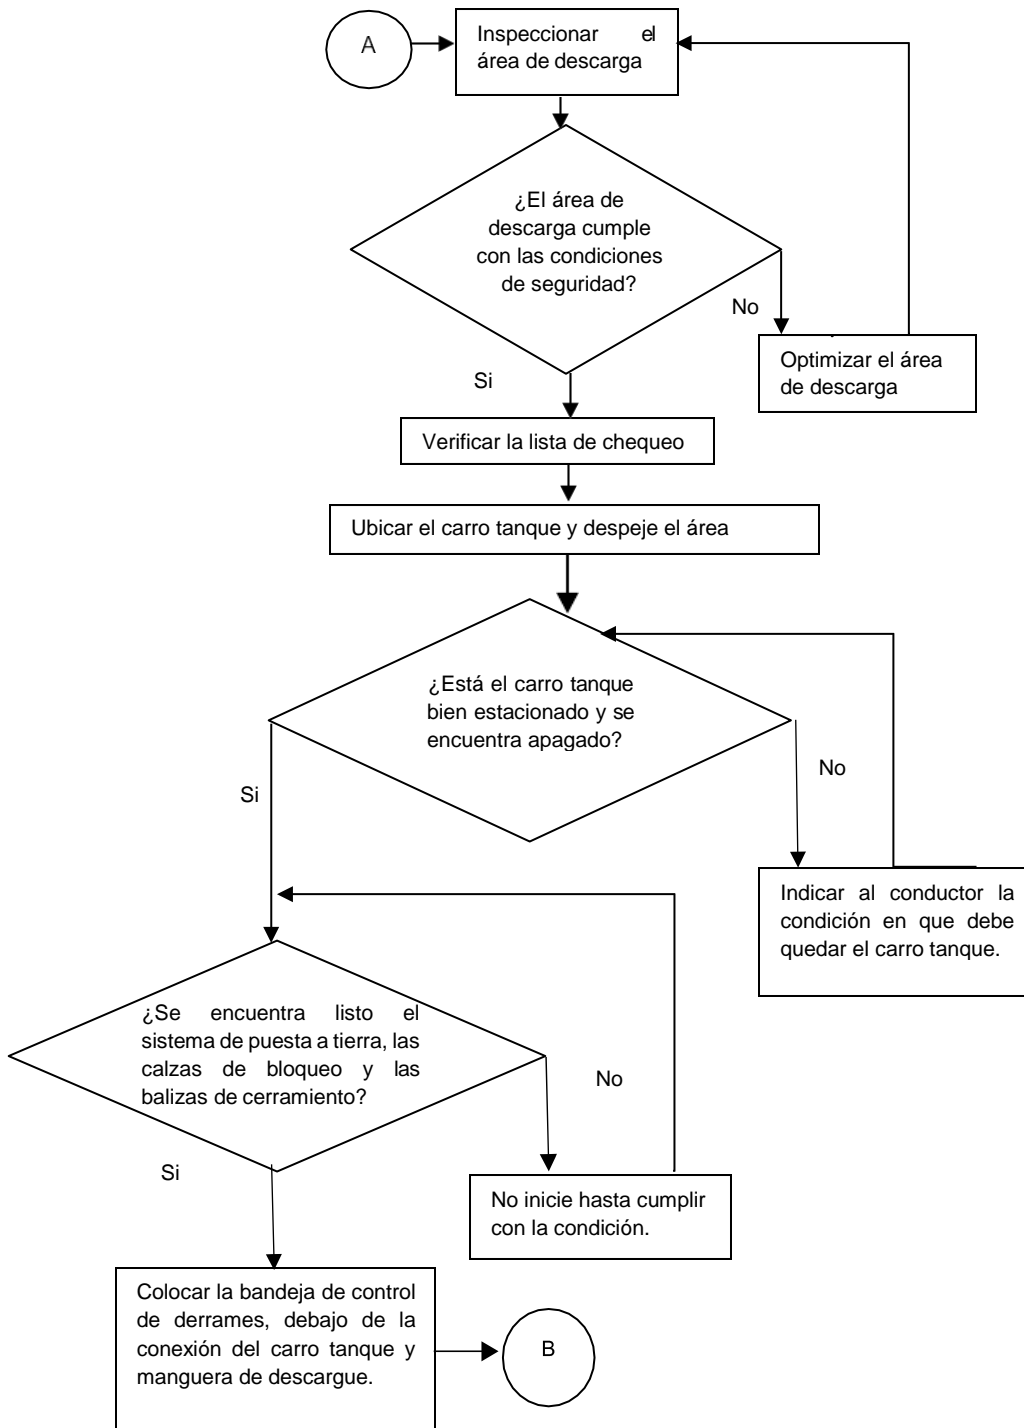 A
Inspeccionar el
área de descarga
¿El área de
descarga cumple
con las condiciones
de seguridad?
No
Optimizar el área
de descarga
Si
Verificar la lista de chequeo
Ubicar el carro tanque y despeje el área
¿Está el carro tanque
bien estacionado y se
encuentra apagado?
No
Si
Indicar al conductor la
condición en que debe
quedar el carro tanque.
¿Se encuentra listo el
sistema de puesta a tierra, las
calzas de bloqueo y las
balizas de cerramiento?
No
Si
No inicie hasta cumplir
con la condición.
Colocar la bandeja de control
de derrames, debajo de la
conexión del carro tanque y
manguera de descargue.
B